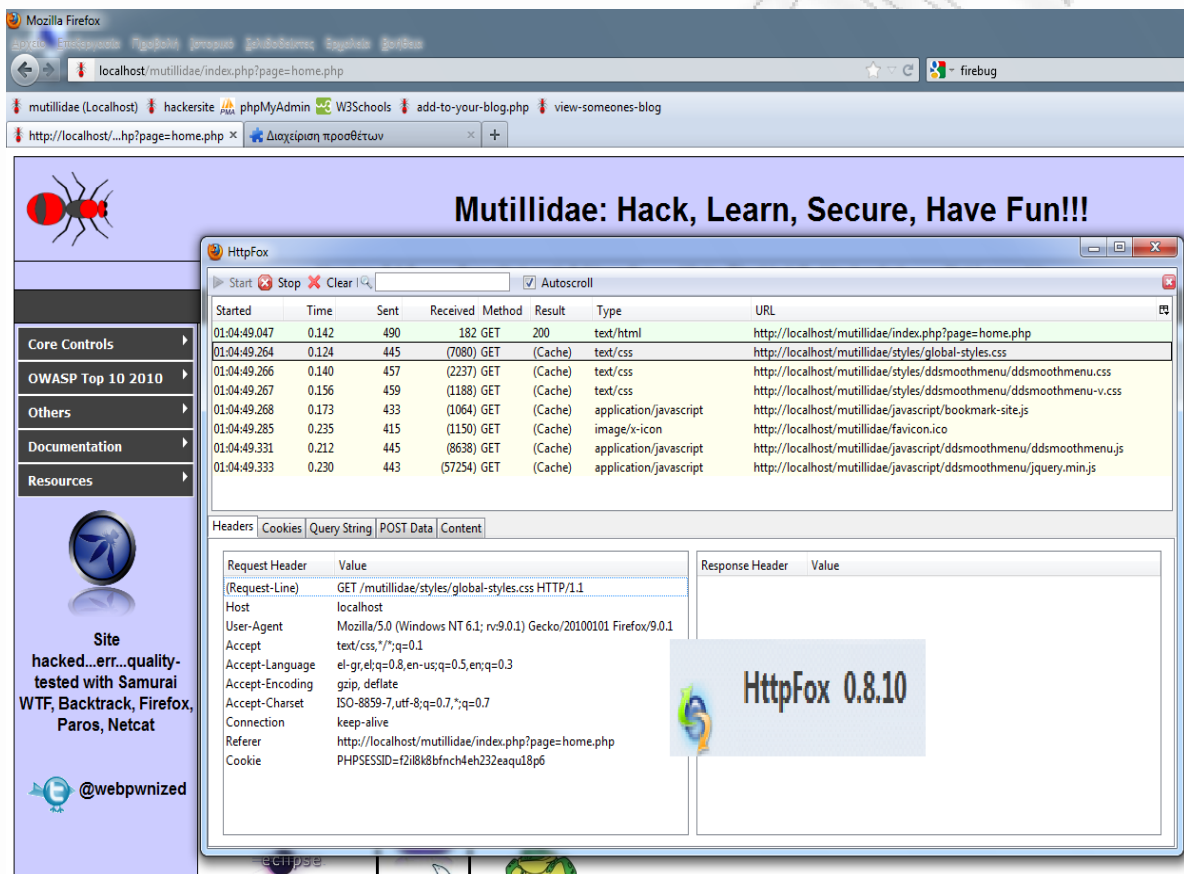 Mozilla Firefox
Επεξεργασία Προβολή Ιστορικό Σελιδοδείκτες Εργαλεία Βοήθεια
localhost/mutillidae/index.php?page=home.php
firebug
mutillidae (Localhost) hackersite phpMyAdmin W3Schools add-to-your-blog.php view-someones-blog
http://localhost/...hp?page=home.php Διαχείριση προσθέτων
Mutillidae: Hack, Learn, Secure, Have Fun!!!
HttpFox
Start Stop Clear Autoscroll
Started Time Sent Received Method Result Type URL
01:04:49.047 0.142 490 182 GET 200 text/html http://localhost/mutillidae/index.php?page=home.php
01:04:49.264 0.124 445 (7080) GET (Cache) text/css http://localhost/mutillidae/styles/global-styles.css
01:04:49.266 0.140 457 (2237) GET (Cache) text/css http://localhost/mutillidae/styles/ddsmoothmenu/ddsmoothmenu.css
01:04:49.267 0.156 459 (1188) GET (Cache) text/css http://localhost/mutillidae/styles/ddsmoothmenu/ddsmoothmenu-v.css
01:04:49.268 0.173 433 (1064) GET (Cache) application/javascript http://localhost/mutillidae/javascript/bookmark-site.js
01:04:49.285 0.235 415 (1150) GET (Cache) image/x-icon http://localhost/mutillidae/favicon.ico
01:04:49.331 0.212 445 (8638) GET (Cache) application/javascript http://localhost/mutillidae/javascript/ddsmoothmenu/ddsmoothmenu.js
01:04:49.333 0.230 443 (57254) GET (Cache) application/javascript http://localhost/mutillidae/javascript/ddsmoothmenu/jquery.min.js
Core Controls
OWASP Top 10 2010
Others
Documentation
Resources
Site
hacked...err...quality-
tested with Samurai
WTF, Backtrack, Firefox,
Paros, Netcat
@webpwnized
Headers Cookies Query String POST Data Content
Request Header Value
(Request-Line) GET /mutillidae/styles/global-styles.css HTTP/1.1
Host localhost
User-Agent Mozilla/5.0 (Windows NT 6.1; rv:9.0.1) Gecko/20100101 Firefox/9.0.1
Accept text/css,*/*;q=0.1
Accept-Language el-gr,el;q=0.8,en-us;q=0.5,en;q=0.3
Accept-Encoding gzip, deflate
Accept-Charset ISO-8859-7,utf-8;q=0.7,*;q=0.7
Connection keep-alive
Referer http://localhost/mutillidae/index.php?page=home.php
Cookie PHPSESSID=f2il8k8bfnch4eh232eaqu18p6
Response Header Value
HttpFox 0.8.10
eclipse